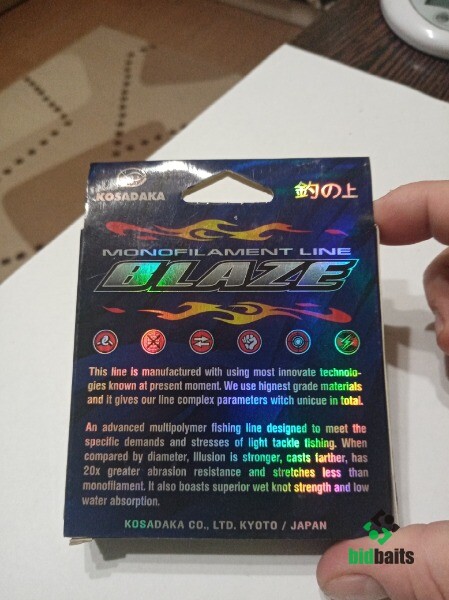 KOSADAKA
釣の上
MONOFILAMENT LINE
BLAZE
This line is manufactured with using most innovate technolo-
gies known at present moment. We use highest grade materials
and it gives our line complex parameters witch unicue in total.
An advanced multipolymer fishing line designed to meet the
specific demands and stresses of light tackle fishing. When
compared by diameter, Illusion is stronger, casts farther, has
20x greater abrasion resistance and stretches less than
monofilament. It also boasts superior wet knot strength and low
water absorption.
KOSADAKA CO., LTD. KYOTO / JAPAN
bidbaits